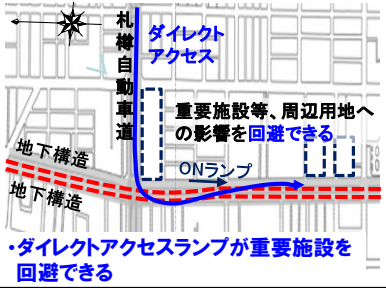 札樽自動車道
ダイレクト
アクセス
重要施設等、周辺用地へ
の影響を回避できる
地下構造
地下構造
ONランプ
・ダイレクトアクセスランプが重要施設を
回避できる